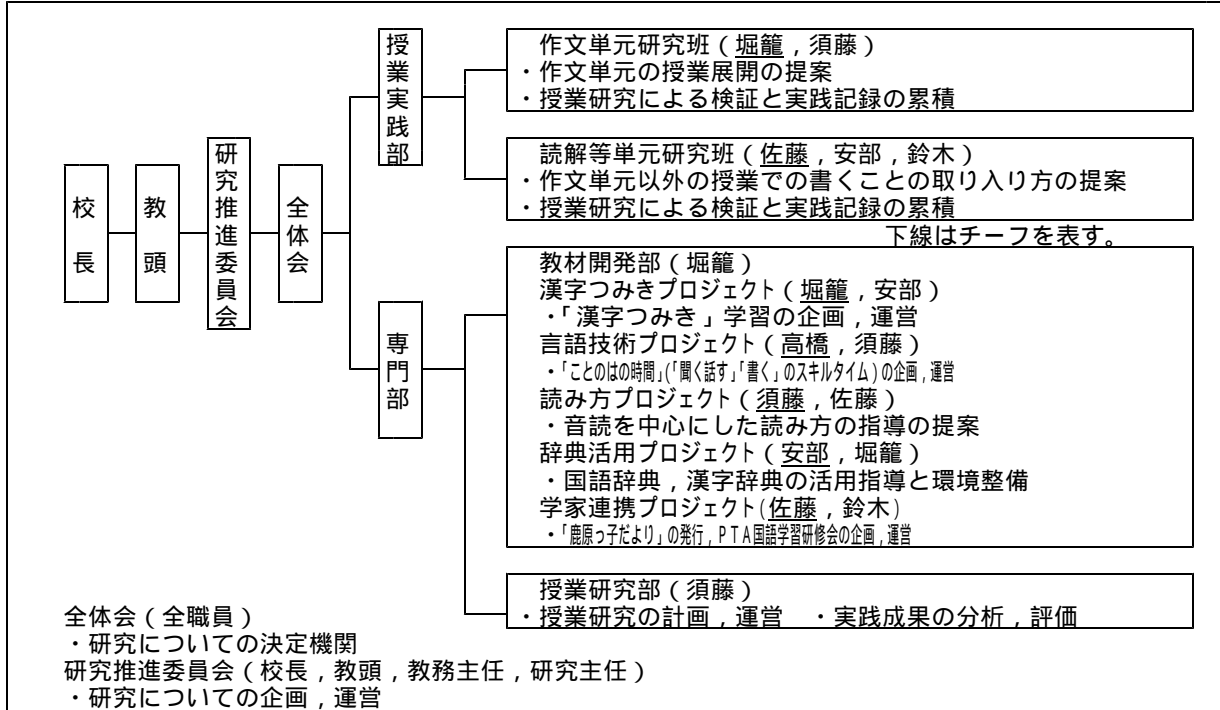 校長
教頭
研究推進委員会
全体会
授業実践部
作文単元研究班(堀籠,須藤)
・作文単元の授業展開の提案
・授業研究による検証と実践記録の累積
読解等単元研究班(佐藤,安部,鈴木)
・作文単元以外の授業での書くことの取り入り方の提案
・授業研究による検証と実践記録の累積
下線はチーフを表す。
専門部
教材開発部(堀籠)
漢字つみきプロジェクト(堀籠,安部)
・「漢字つみき」学習の企画,運営
言語技術プロジェクト(高橋,須藤)
・「ことのはの時間」(「聞く話す」「書く」のスキルタイム)の企画,運営
読み方プロジェクト(須藤,佐藤)
・音読を中心にした読み方の指導の提案
辞典活用プロジェクト(安部,堀籠)
・国語辞典,漢字辞典の活用指導と環境整備
学家連携プロジェクト(佐藤,鈴木)
・「鹿原っ子だより」の発行,PTA国語学習研修会の企画,運営
授業研究部(須藤)
・授業研究の計画,運営 ・実践成果の分析,評価
全体会(全職員)
・研究についての決定機関
研究推進委員会(校長,教頭,教務主任,研究主任)
・研究についての企画,運営